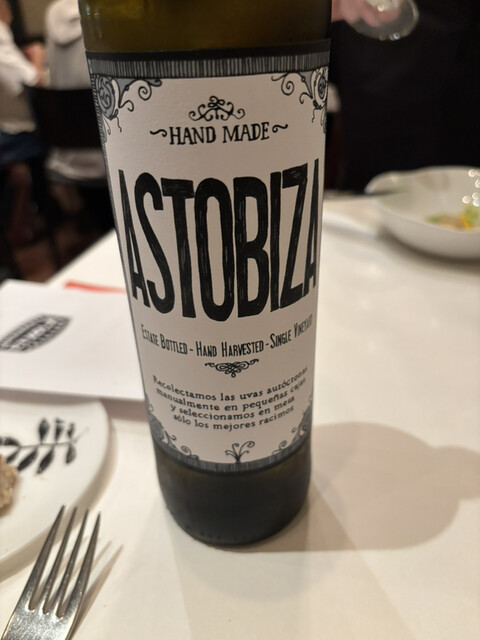 ~HAND MADE~
ASTOBIZA
ESTATE BOTTLED - HAND HARVESTED - SINGLE VINEYARD
Recolectamos las uvas autóctonas
manualmente en pequeñas cajas
y seleccionamos en mesa
sólo los mejores racimos